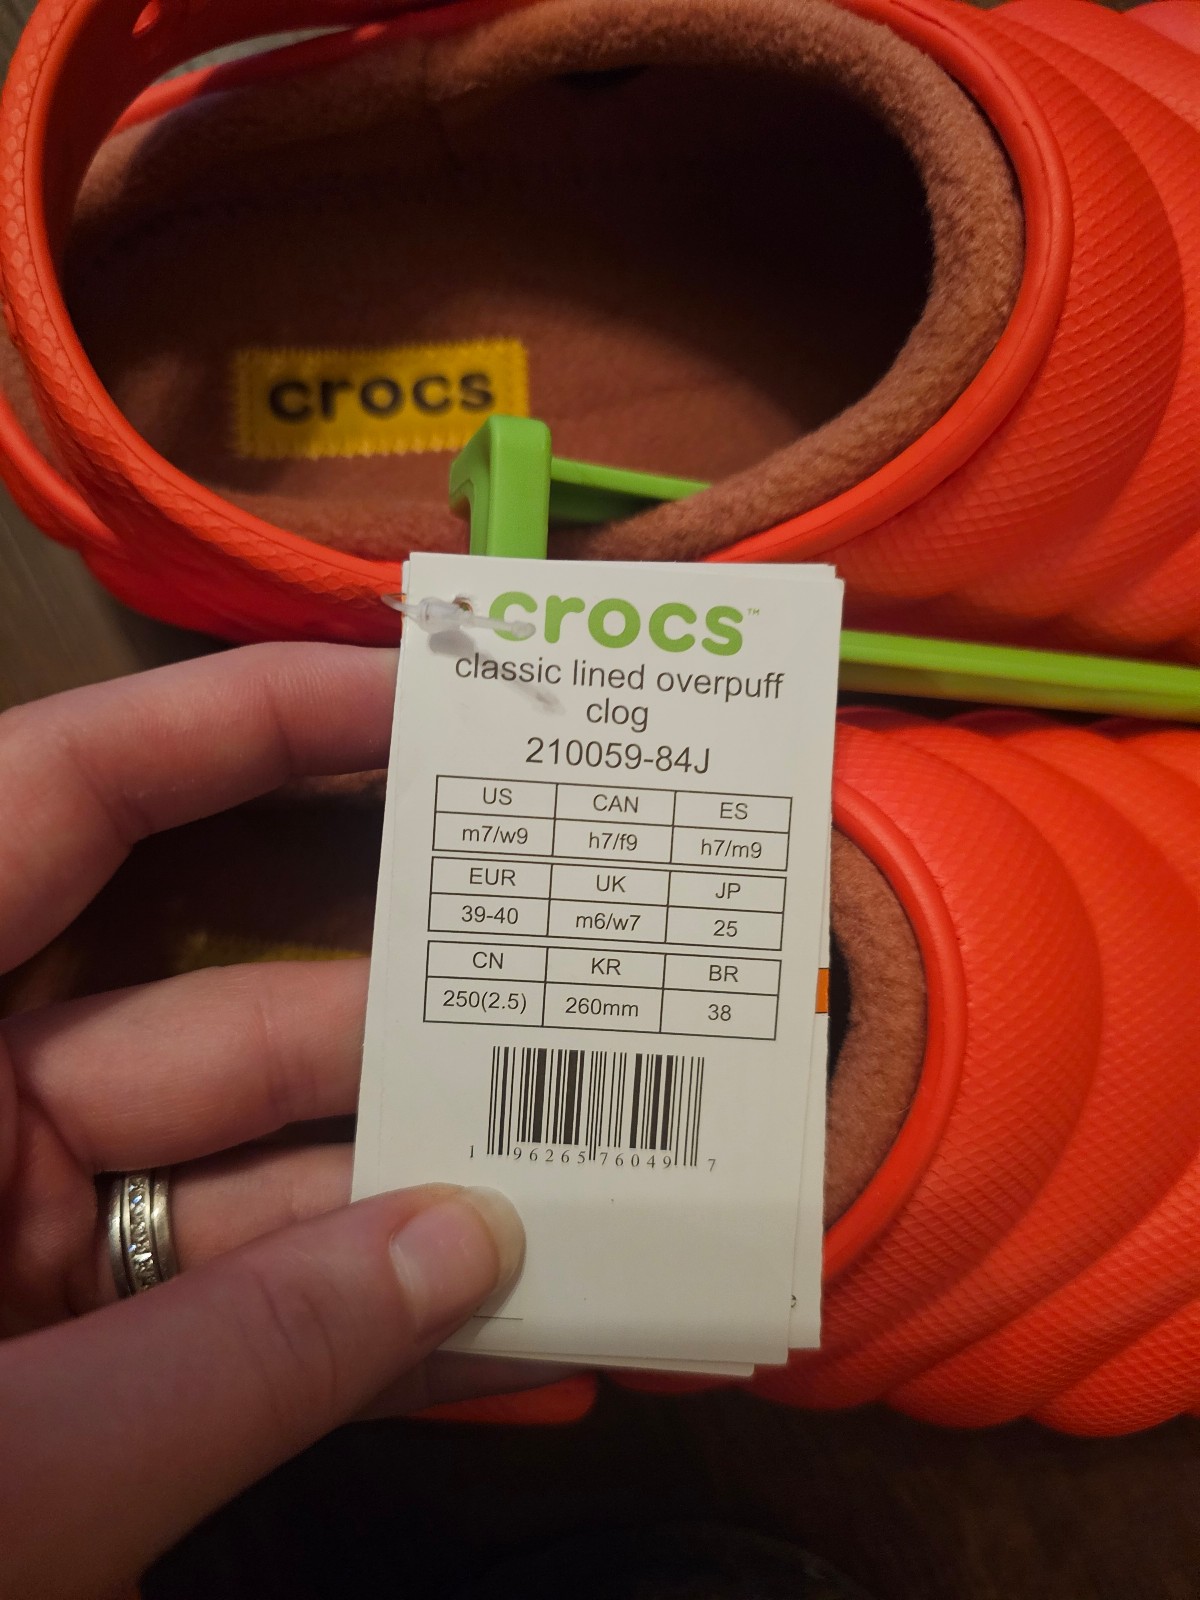 crocs
crocs™
classic lined overpuff
clog
210059-84J
US CAN ES
m7/w9 h7/f9 h7/m9
EUR UK JP
39-40 m6/w7 25
CN KR BR
250(2.5) 260mm 38
1 96265 76049 7